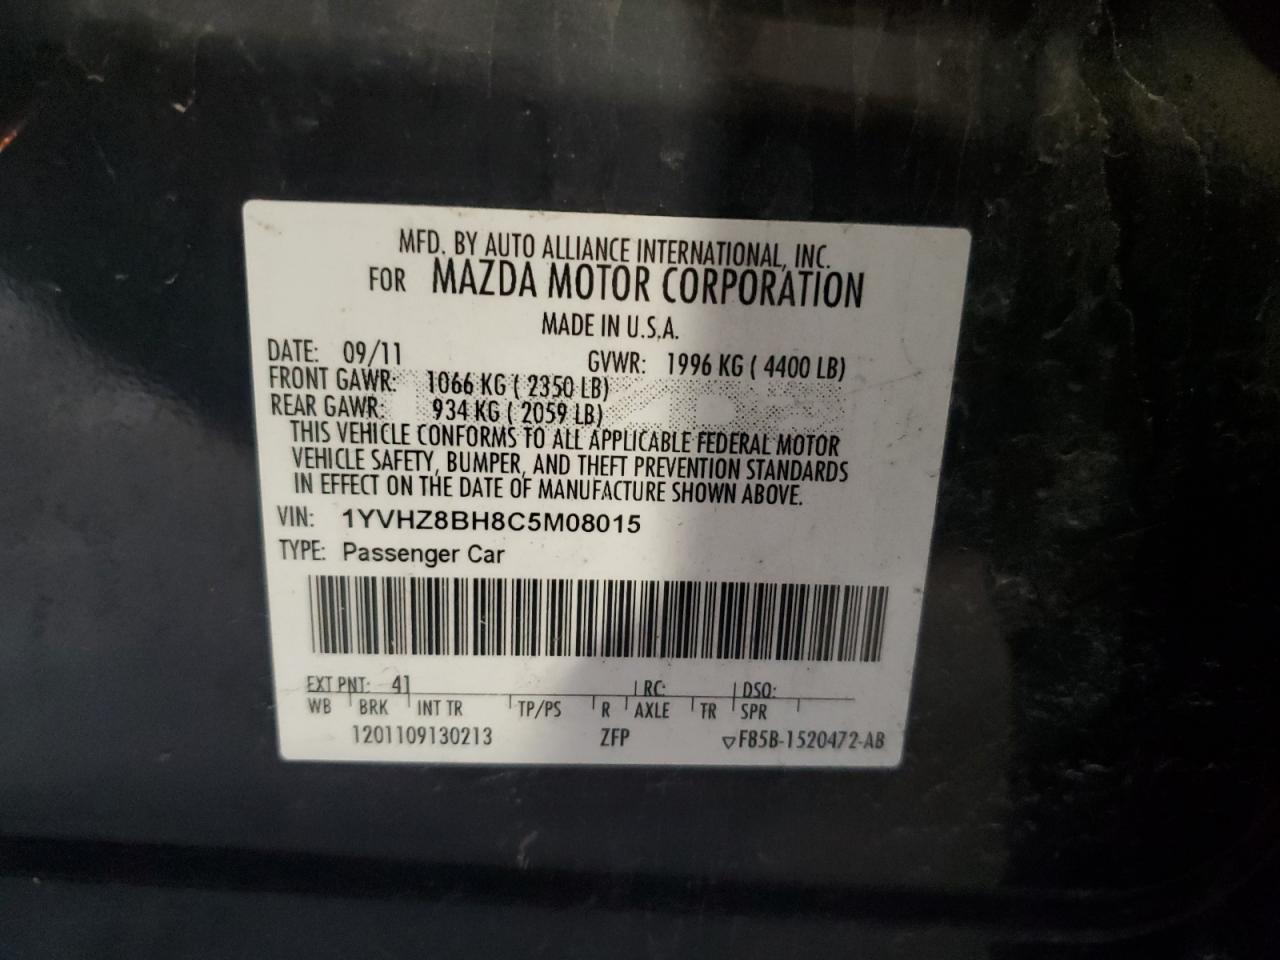 MFD. BY AUTO ALLIANCE INTERNATIONAL, INC.
FOR MAZDA MOTOR CORPORATION
MADE IN U.S.A.
DATE: 09/11 GVWR: 1996 KG ( 4400 LB)
FRONT GAWR: 1066 KG ( 2350 LB)
REAR GAWR: 934 KG ( 2059 LB)
THIS VEHICLE CONFORMS TO ALL APPLICABLE FEDERAL MOTOR
VEHICLE SAFETY, BUMPER, AND THEFT PREVENTION STANDARDS
IN EFFECT ON THE DATE OF MANUFACTURE SHOWN ABOVE.
VIN: 1YVHZ8BH8C5M08015
TYPE: Passenger Car
EXT PNT: 41 RC: DSO:
WB BRK INT TR TP/PS R AXLE TR SPR
1201109130213 ZFP ▽F85B-1520472-AB